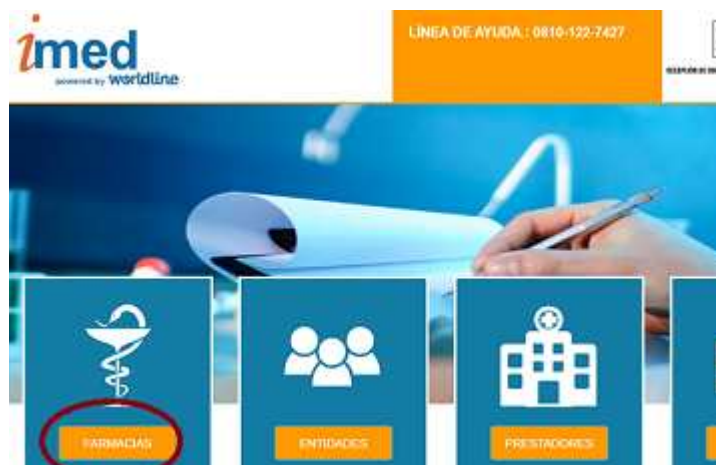 imed
powered by worldline
LÍNEA DE AYUDA : 0810-122-7427
FARMACIAS
ENTIDADES
PRESTADORES